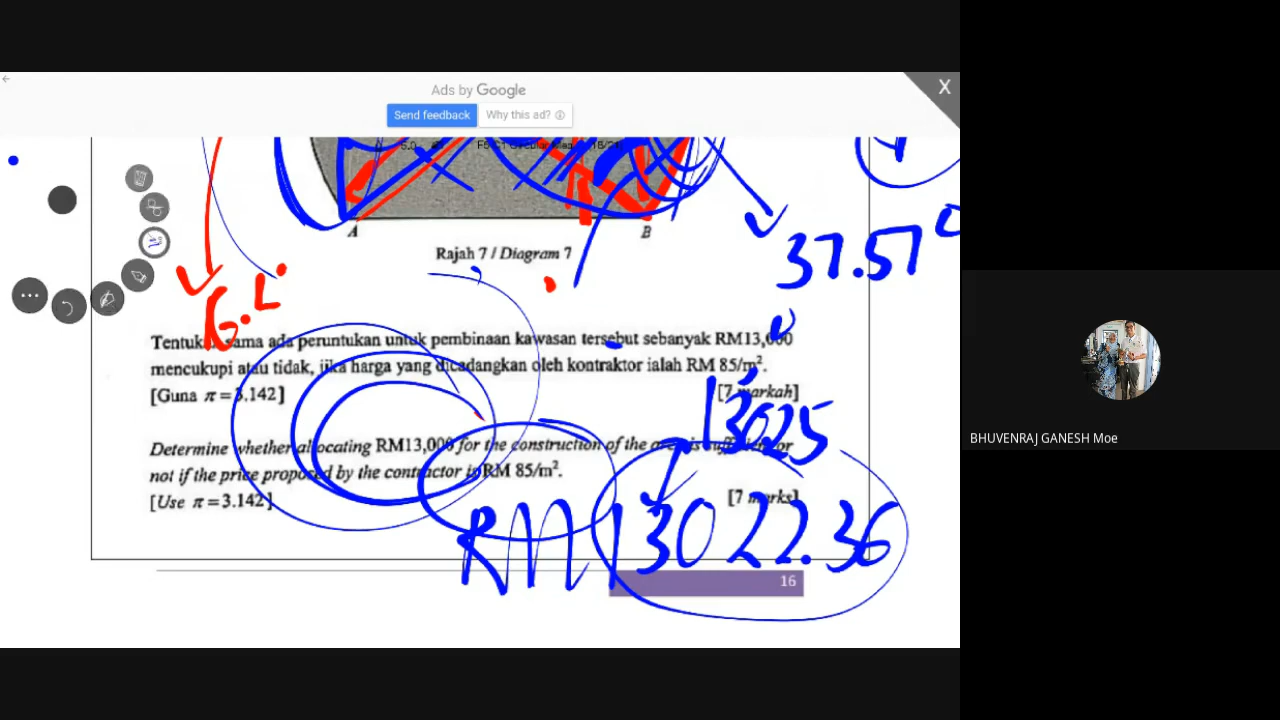 Ads by Google
Send feedback
Why this ad?
X
A
B
Rajah 7 / Diagram 7
37.57
6.
peruntukan untuk pembinaan kawasan tersebut sebanyak RM13,000
mencukupi atau tidak, jika harga yang dicadangkan oleh kontraktor ialah RM 85/m².
[Guna π = 3.142]
[7 markah]
13025
Determine whether allocating RM13,000 for the construction of the area is sufficient or
not if the price proposed by the contractor is RM 85/m².
[Use π = 3.142]
[7 marks]
RM 13022.36
16
BHUVENRAJ GANESH Moe